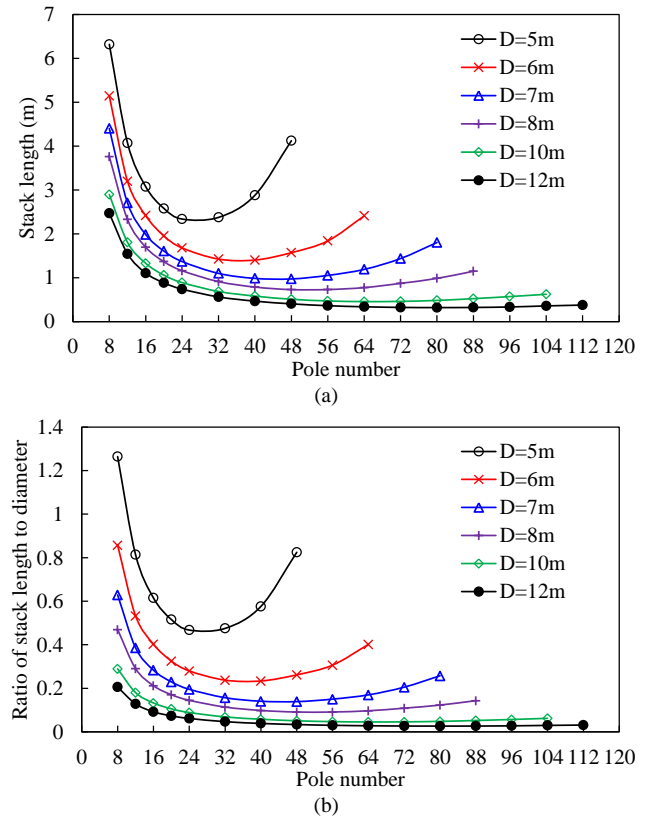 7
6
5
4
3
2
1
0
Stack length (m)
D=5m
D=6m
D=7m
D=8m
D=10m
D=12m
0 8 16 24 32 40 48 56 64 72 80 88 96 104 112 120
Pole number
(a)
1.4
1.2
1
0.8
0.6
0.4
0.2
0
Ratio of stack length to diameter
D=5m
D=6m
D=7m
D=8m
D=10m
D=12m
0 8 16 24 32 40 48 56 64 72 80 88 96 104 112 120
Pole number
(b)